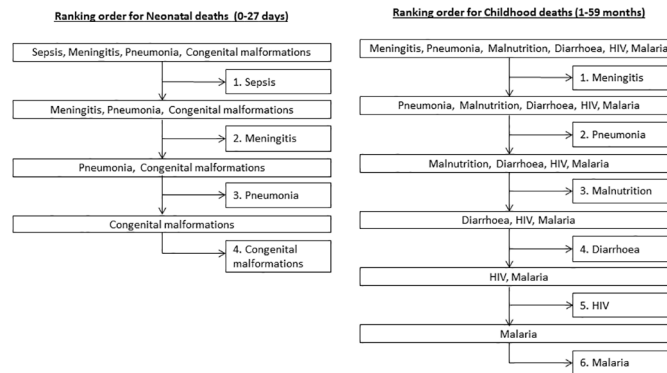 Ranking order for Neonatal deaths (0-27 days)
Sepsis, Meningitis, Pneumonia, Congenital malformations
1. Sepsis
Meningitis, Pneumonia, Congenital malformations
2. Meningitis
Pneumonia, Congenital malformations
3. Pneumonia
Congenital malformations
4. Congenital
malformations
Ranking order for Childhood deaths (1-59 months)
Meningitis, Pneumonia, Malnutrition, Diarrhoea, HIV, Malaria
1. Meningitis
Pneumonia, Malnutrition, Diarrhoea, HIV, Malaria
2. Pneumonia
Malnutrition, Diarrhoea, HIV, Malaria
3. Malnutrition
Diarrhoea, HIV, Malaria
4. Diarrhoea
HIV, Malaria
5. HIV
Malaria
6. Malaria